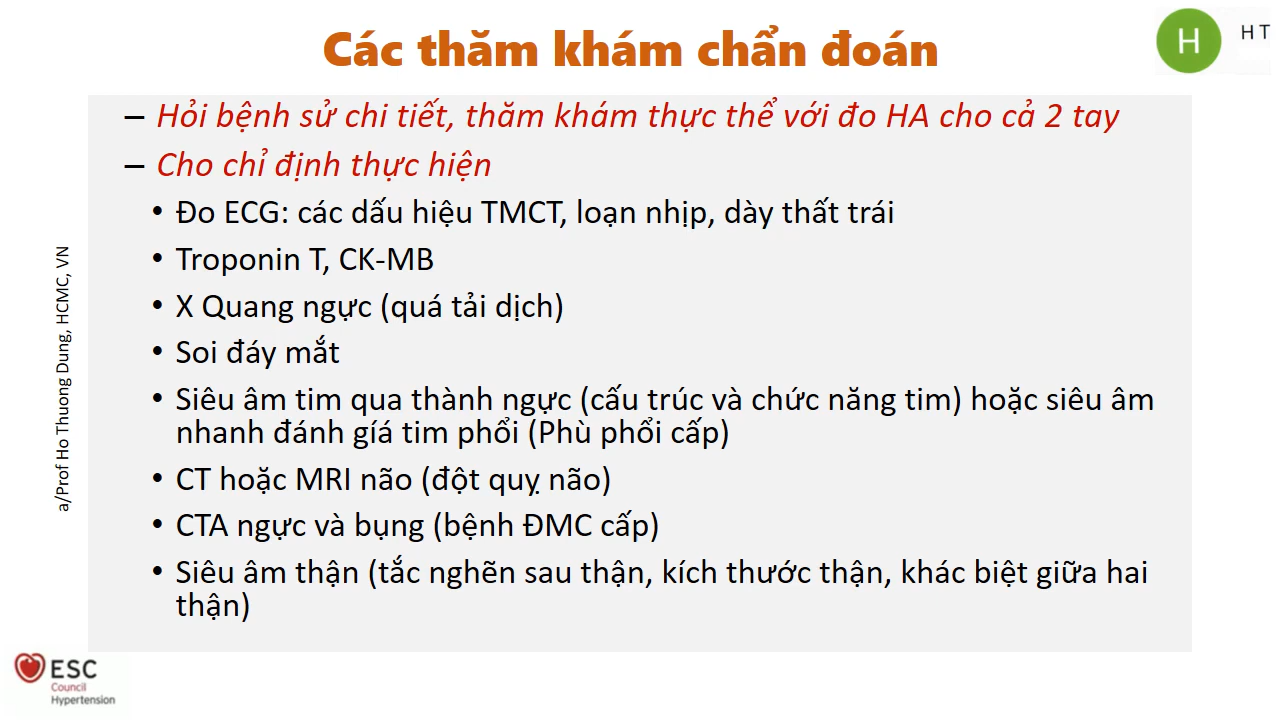 Các thăm khám chẩn đoán
H
H T
– Hỏi bệnh sử chi tiết, thăm khám thực thể với đo HA cho cả 2 tay
– Cho chỉ định thực hiện
• Đo ECG: các dấu hiệu TMCT, loạn nhịp, dày thất trái
• Troponin T, CK-MB
• X Quang ngực (quá tải dịch)
• Soi đáy mắt
• Siêu âm tim qua thành ngực (cấu trúc và chức năng tim) hoặc siêu âm
nhanh đánh gíá tim phổi (Phù phổi cấp)
• CT hoặc MRI não (đột quỵ não)
• CTA ngực và bụng (bệnh ĐMC cấp)
• Siêu âm thận (tắc nghẽn sau thận, kích thước thận, khác biệt giữa hai
thận)
a/Prof Ho Thuong Dung, HCMC, VN
ESC
Council
Hypertension